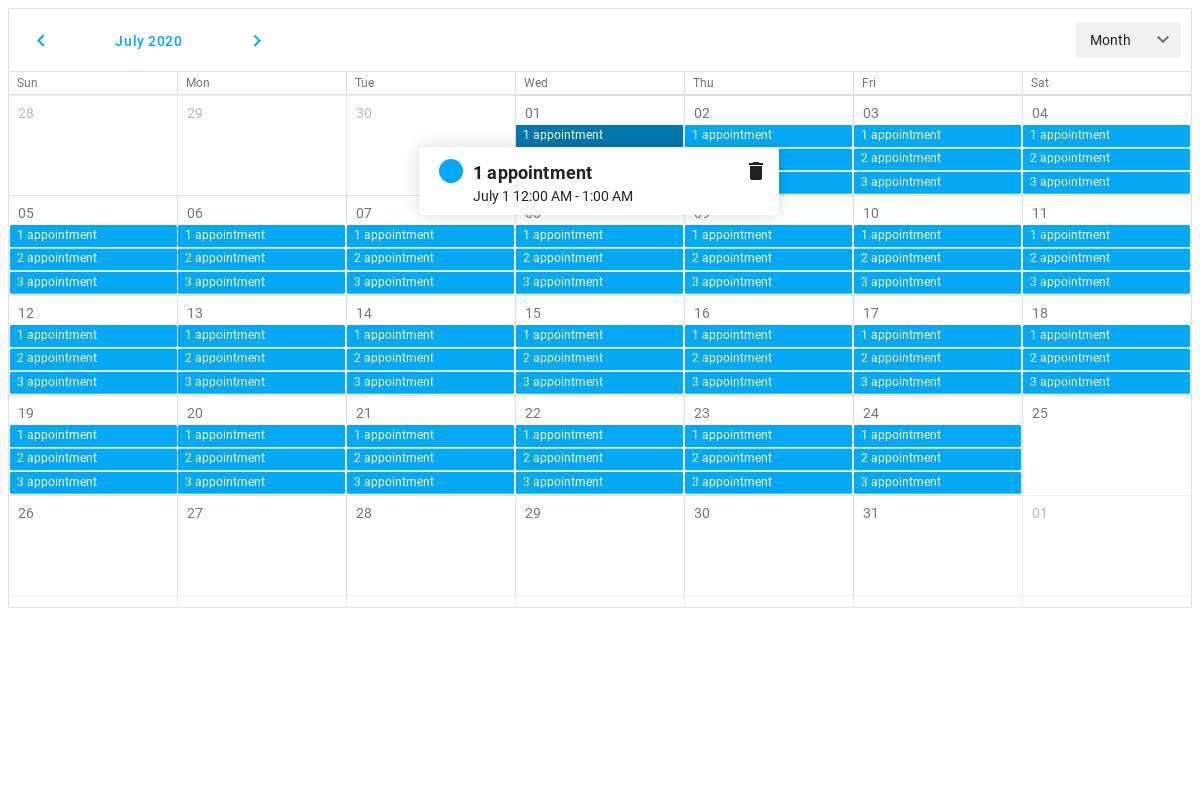 July 2020
Month
Sun Mon Tue Wed Thu Fri Sat
28 29 30 01 02 03 04
1 appointment 1 appointment 1 appointment 1 appointment
2 appointment 2 appointment
3 appointment 3 appointment
1 appointment
July 1 12:00 AM - 1:00 AM
05 06 07 10 11
1 appointment 1 appointment 1 appointment 1 appointment 1 appointment 1 appointment 1 appointment
2 appointment 2 appointment 2 appointment 2 appointment 2 appointment 2 appointment 2 appointment
3 appointment 3 appointment 3 appointment 3 appointment 3 appointment 3 appointment 3 appointment
12 13 14 15 16 17 18
1 appointment 1 appointment 1 appointment 1 appointment 1 appointment 1 appointment 1 appointment
2 appointment 2 appointment 2 appointment 2 appointment 2 appointment 2 appointment 2 appointment
3 appointment 3 appointment 3 appointment 3 appointment 3 appointment 3 appointment 3 appointment
19 20 21 22 23 24 25
1 appointment 1 appointment 1 appointment 1 appointment 1 appointment 1 appointment
2 appointment 2 appointment 2 appointment 2 appointment 2 appointment 2 appointment
3 appointment 3 appointment 3 appointment 3 appointment 3 appointment 3 appointment
26 27 28 29 30 31 01